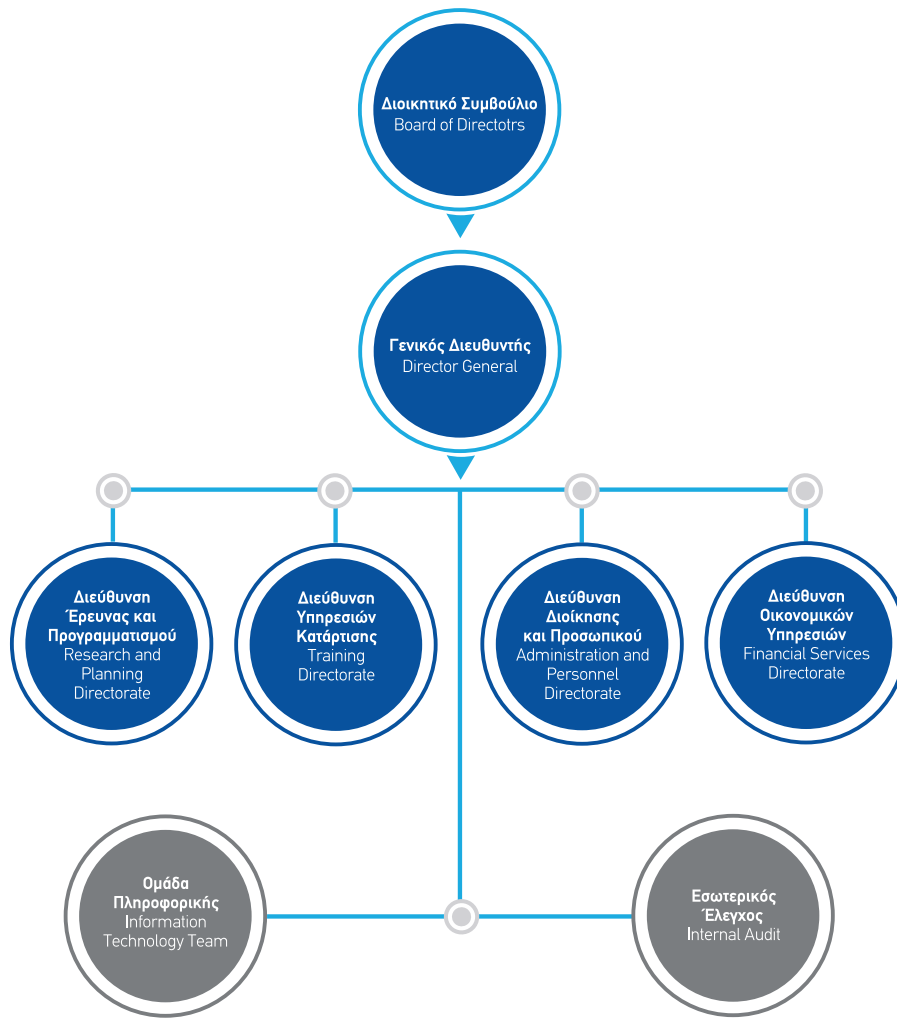 Διοικητικό Συμβούλιο
Board of Directotrs
Γενικός Διευθυντής
Director General
Διεύθυνση
Έρευνας και
Προγραμματισμού
Research and
Planning
Directorate
Διεύθυνση
Υπηρεσιών
Κατάρτισης
Training
Directorate
Διεύθυνση
Διοίκησης
και Προσωπικού
Administration and
Personnel
Directorate
Διεύθυνση
Οικονομικών
Υπηρεσιών
Financial Services
Directorate
Ομάδα
Πληροφορικής
Information
Technology Team
Εσωτερικός
Έλεγχος
Internal Audit